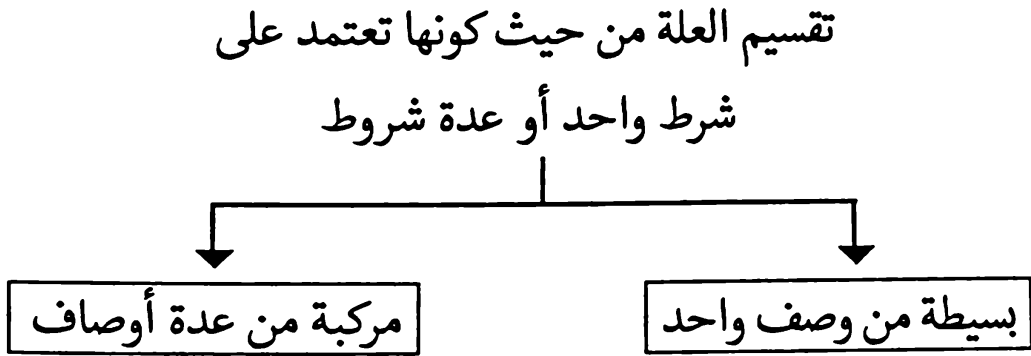 تقسيم العلة من حيث كونها تعتمد على
شرط واحد أو عدة شروط
بسيطة من وصف واحد
مركبة من عدة أوصاف